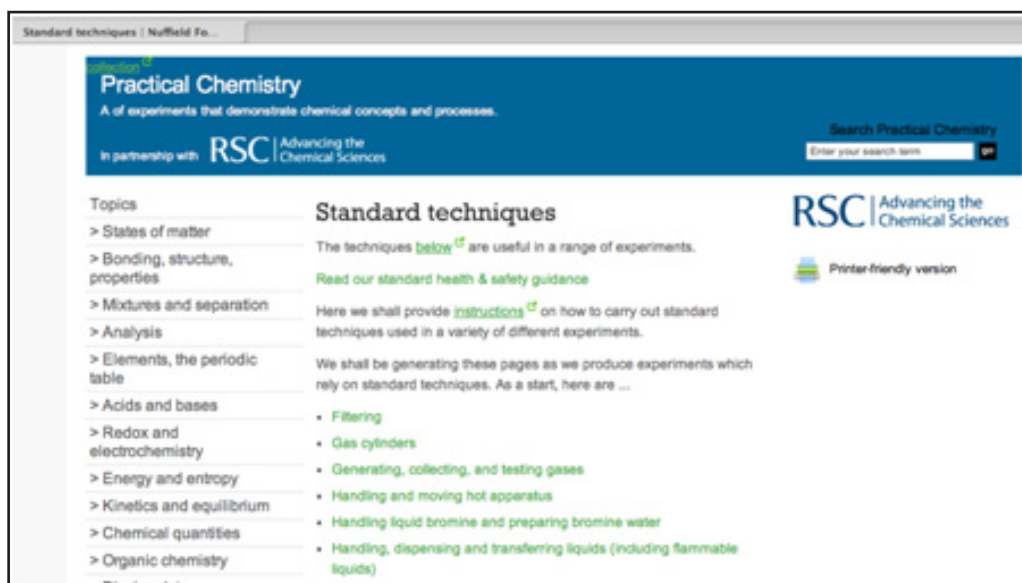 Standard techniques | Nuffield Fo...
collection
Practical Chemistry
A of experiments that demonstrate chemical concepts and processes.
In partnership with RSC | Advancing the
Chemical Sciences
Search Practical Chemistry
Enter your search term go
Topics
> States of matter
> Bonding, structure,
properties
> Mixtures and separation
> Analysis
> Elements, the periodic
table
> Acids and bases
> Redox and
electrochemistry
> Energy and entropy
> Kinetics and equilibrium
> Chemical quantities
> Organic chemistry
Standard techniques
The techniques below are useful in a range of experiments.
Read our standard health & safety guidance
Here we shall provide instructions on how to carry out standard
techniques used in a variety of different experiments.
We shall be generating these pages as we produce experiments which
rely on standard techniques. As a start, here are ...
• Filtering
• Gas cylinders
• Generating, collecting, and testing gases
• Handling and moving hot apparatus
• Handling liquid bromine and preparing bromine water
• Handling, dispensing and transferring liquids (including flammable
liquids)
RSC | Advancing the
Chemical Sciences
Printer-friendly version